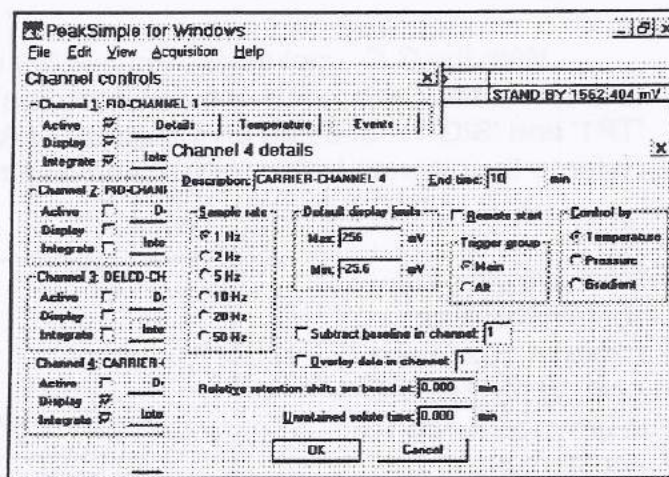 PeakSimple for Windows
File Edit View Acquisition Help
Channel controls
STAND BY 1562.404 mV
Channel 1: FID-CHANNEL 1
Active Details Temperature Events
Display
Integrate
Channel 2: FID-CHANN
Active
Display
Integrate
Channel 3: DELCD-CH
Active
Display
Integrate
Channel 4: CARRIER-
Active
Display
Integrate
Channel 4 details
Description: CARRIER-CHANNEL 4 End time: 10 min
Sample rate
1 Hz
2 Hz
5 Hz
10 Hz
20 Hz
50 Hz
Default display limits
Max: 256 mV
Min: -25.6 mV
Remote start
Trigger group
Main
Alt
Control by
Temperature
Pressure
Gradient
Subtract baseline in channel: 1
Overlay data in channel: 1
Relative retention shifts are based at: 0.000 min
Unretained solute time: 0.000 min
OK Cancel